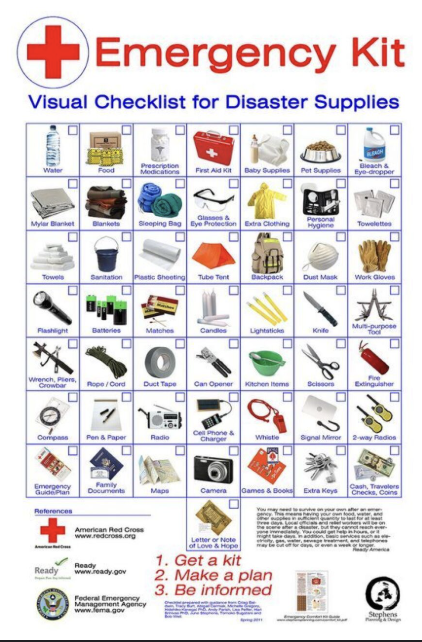 Emergency Kit
Visual Checklist for Disaster Supplies
Water
Food
Prescription
Medications
First Aid Kit
Baby Supplies
Pet Supplies
Bleach &
Eye-dropper
Mylar Blanket
Blankets
Sleeping Bag
Glasses &
Eye Protection
Extra Clothing
Personal
Hygiene
Towelettes
Towels
Sanitation
Plastic Sheeting
Tube Tent
Backpack
Dust Mask
Work Gloves
Flashlight
Batteries
Matches
Candles
Lightsticks
Knife
Multi-purpose
Tool
Wrench, Pliers,
Crowbar
Rope / Cord
Duct Tape
Can Opener
Kitchen Items
Scissors
Fire
Extinguisher
Compass
Pen & Paper
Radio
Cell Phone &
Charger
Whistle
Signal Mirror
2-way Radios
Emergency
Guide/Plan
Family
Documents
Maps
Camera
Games & Books
Extra Keys
Cash, Travelers
Checks, Coins
References
American Red Cross
American Red Cross
www.redcross.org
Ready
Ready
www.ready.gov
Federal Emergency
Management Agency
www.fema.org
Letter or Note
of Love & Hope
1. Get a kit
2. Make a plan
3. Be informed
Spring 2011
You may need to survive on your own after an emer-
gency. This means having your own food, water, and
other supplies in sufficient quantity to last for at least
three days. Local officials and relief workers will be on
the scene after a disaster, but they cannot reach ever-
yone immediately. You could get help in hours, or it
might take days. In addition, basic services such as ele-
ctricity, gas, water, sewage treatment, and telephones
may be cut off for days, or even a week or longer.
Ready America
Emergency Comfort Kit Guide
Stephens
Planning & Design